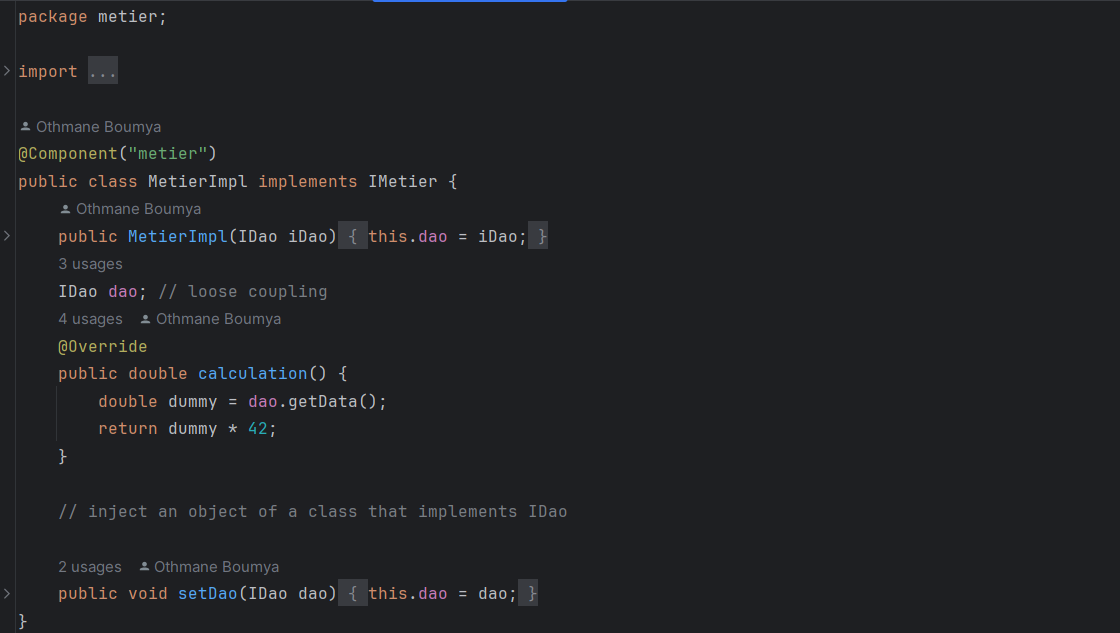 package metier;
import ...
Othmane Boumya
@Component("metier")
public class MetierImpl implements IMetier {
Othmane Boumya
public MetierImpl(IDao iDao) { this.dao = iDao; }
3 usages
IDao dao; // loose coupling
4 usages Othmane Boumya
@Override
public double calculation() {
double dummy = dao.getData();
return dummy * 42;
}
// inject an object of a class that implements IDao
2 usages Othmane Boumya
public void setDao(IDao dao) { this.dao = dao; }
}